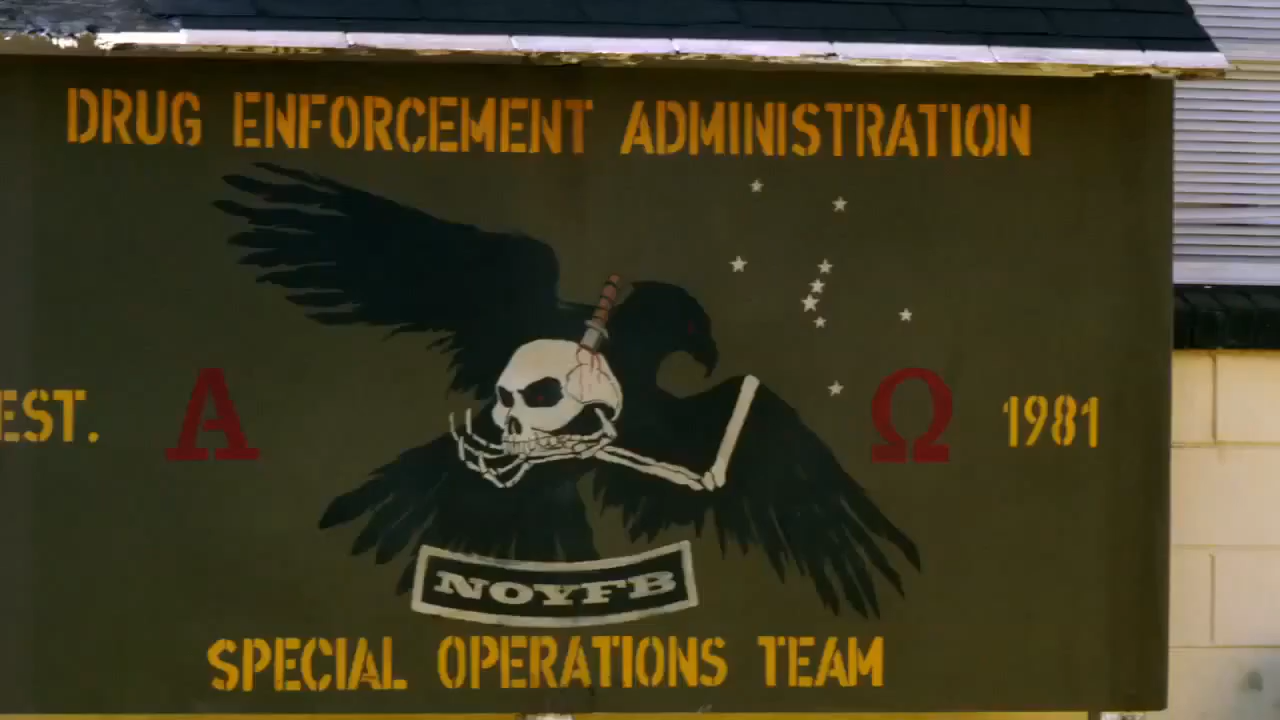 DRUG ENFORCEMENT ADMINISTRATION
EST. Α Ω 1981
NOYFB
SPECIAL OPERATIONS TEAM